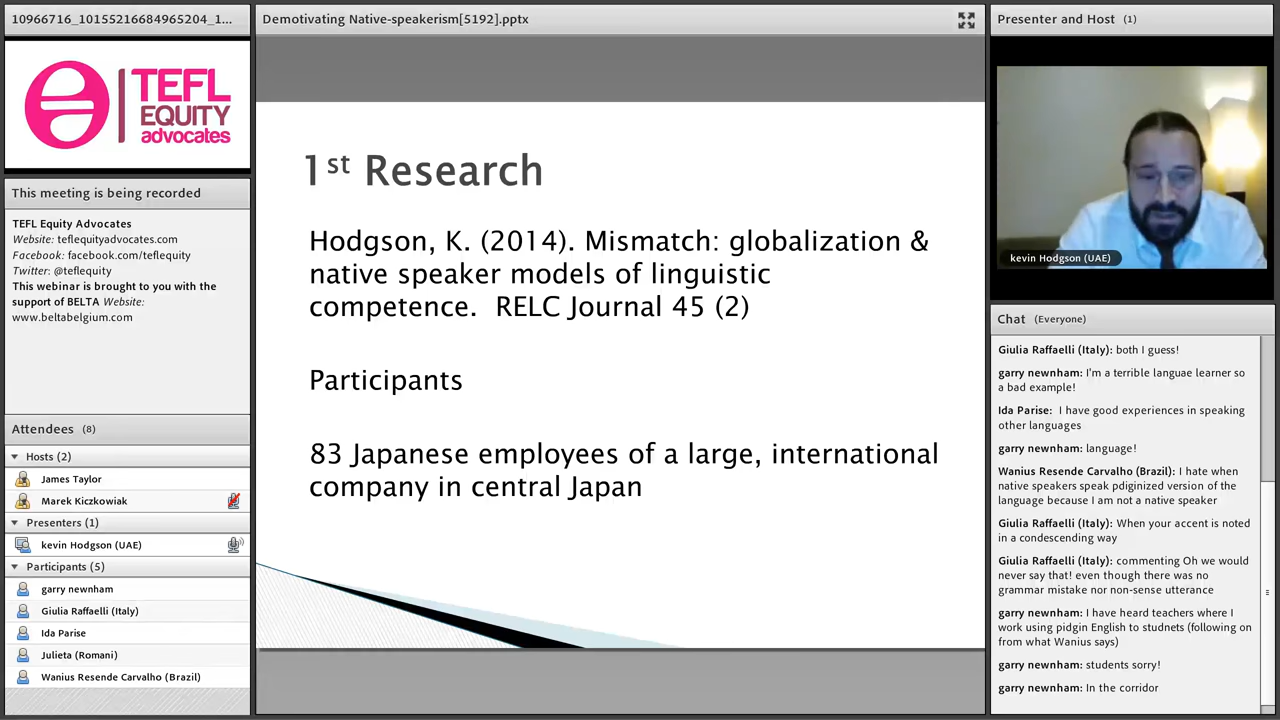 10966716_10155216684965204_1...
TEFL
EQUITY
advocates
This meeting is being recorded
TEFL Equity Advocates
Website: teflequityadvocates.com
Facebook: facebook.com/teflequity
Twitter: @teflequity
This webinar is brought to you with the
support of BELTA Website:
www.beltabelgium.com
Attendees (8)
Hosts (2)
James Taylor
Marek Kiczkowiak
Presenters (1)
kevin Hodgson (UAE)
Participants (5)
garry newnham
Giulia Raffaelli (Italy)
Ida Parise
Julieta (Romani)
Wanius Resende Carvalho (Brazil)
Demotivating Native-speakerism[5192].pptx
1st Research
Hodgson, K. (2014). Mismatch: globalization &
native speaker models of linguistic
competence. RELC Journal 45 (2)
Participants
83 Japanese employees of a large, international
company in central Japan
Presenter and Host (1)
kevin Hodgson (UAE)
Chat (Everyone)
Giulia Raffaelli (Italy): both I guess!
garry newnham: I'm a terrible languae learner so
a bad example!
Ida Parise: I have good experiences in speaking
other languages
garry newnham: language!
Wanius Resende Carvalho (Brazil): I hate when
native speakers speak pdiginized version of the
language because I am not a native speaker
Giulia Raffaelli (Italy): When your accent is noted
in a condescending way
Giulia Raffaelli (Italy): commenting Oh we would
never say that! even though there was no
grammar mistake nor non-sense utterance
garry newnham: I have heard teachers where I
work using pidgin English to studnets (following on
from what Wanius says)
garry newnham: students sorry!
garry newnham: In the corridor